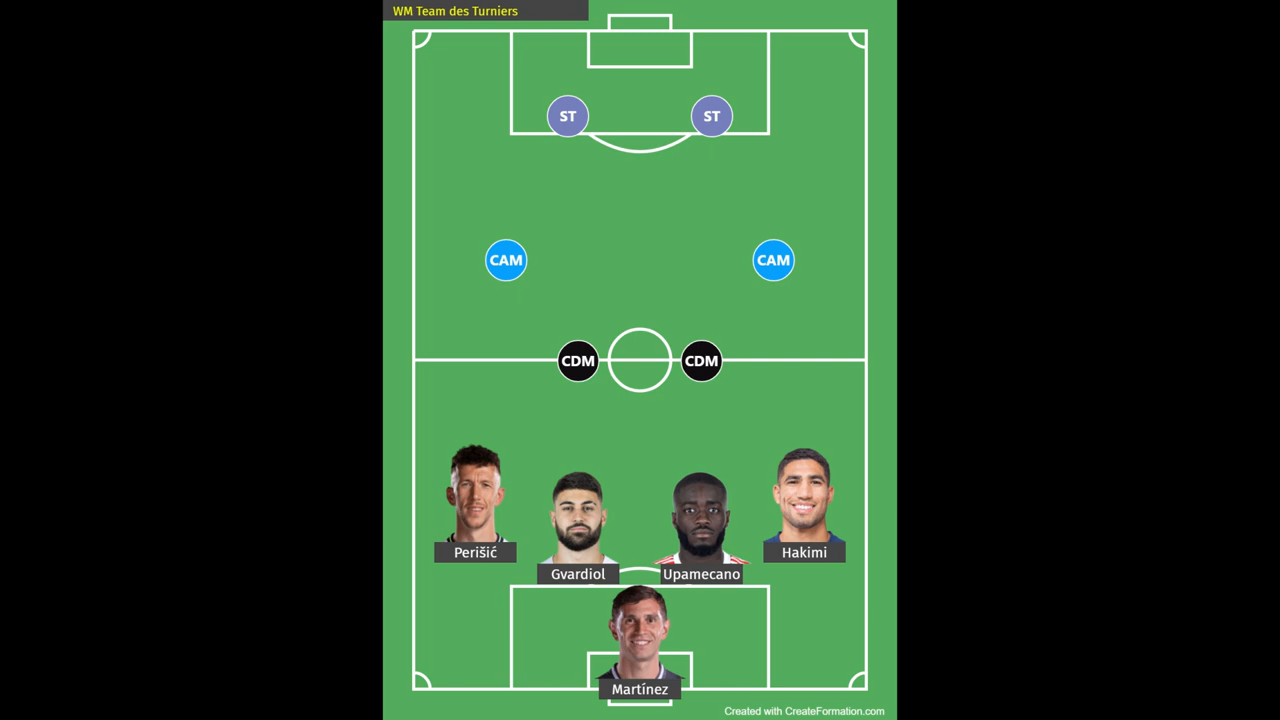 WM Team des Turniers
ST
ST
CAM
CAM
CDM
CDM
Perišić
Hakimi
Gvardiol
Upamecano
Martínez
Created with CreateFormation.com